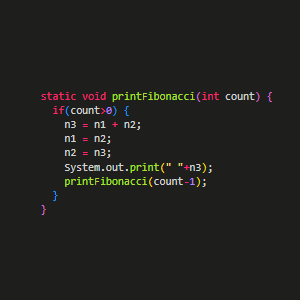 static void printFibonacci(int count) {
  if(count>0) {
    n3 = n1 + n2;
    n1 = n2;
    n2 = n3;
    System.out.print(" "+n3);
    printFibonacci(count-1);
  }
}